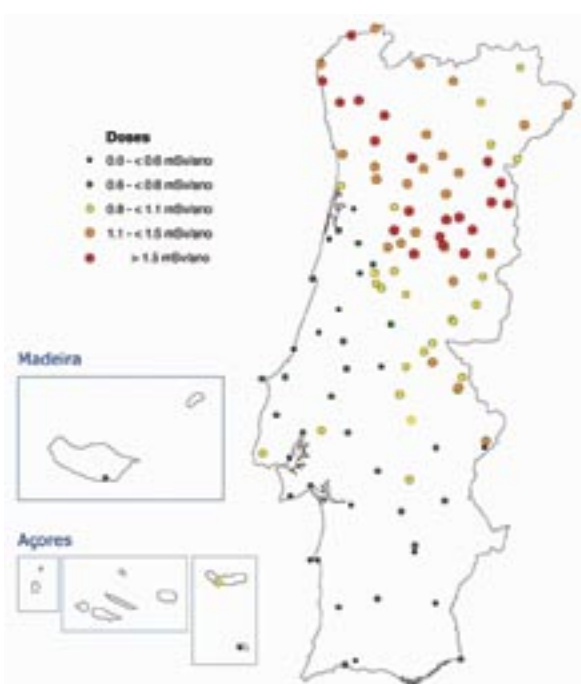 Doses
0.0 - < 0.6 mSv/ano
0.6 - < 0.8 mSv/ano
0.8 - < 1.1 mSv/ano
1.1 - < 1.5 mSv/ano
> 1.5 mSv/ano
Madeira
Açores